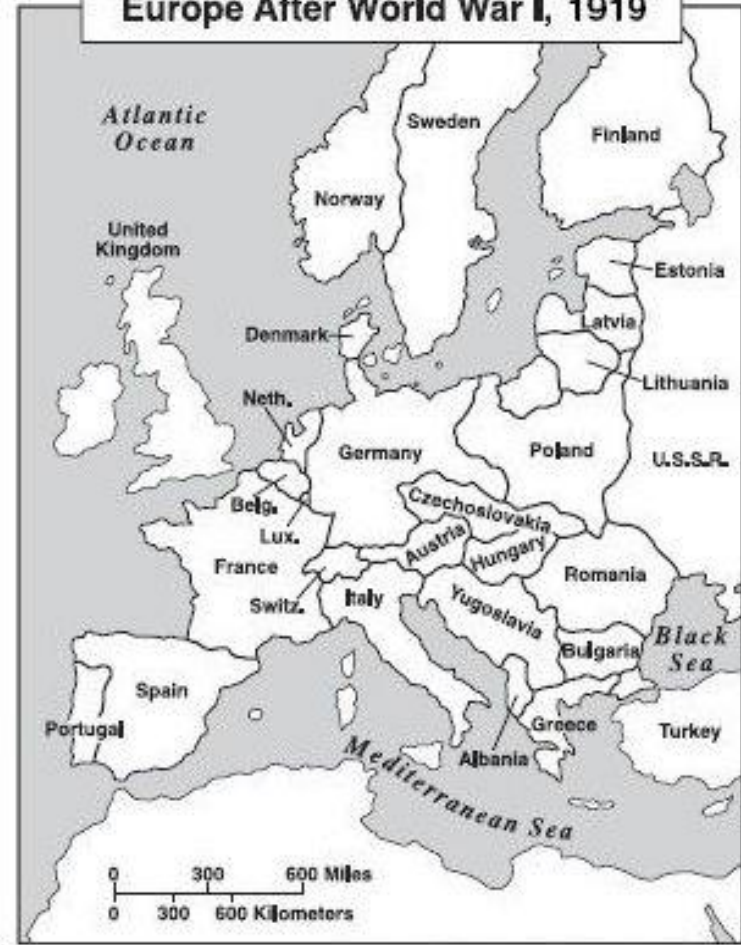 Europe After World War I, 1919
Atlantic
Ocean
Sweden
Finland
Norway
United
Kingdom
Estonia
Latvia
Denmark
Lithuania
Neth.
Germany
Poland
U.S.S.R.
Belg.
Czechoslovakia
Lux.
Austria
Hungary
France
Romania
Switz.
Italy
Yugoslavia
Black
Sea
Bulgaria
Spain
Portugal
Greece
Turkey
Albania
Mediterranean Sea
0 300 600 Miles
0 300 600 Kilometers